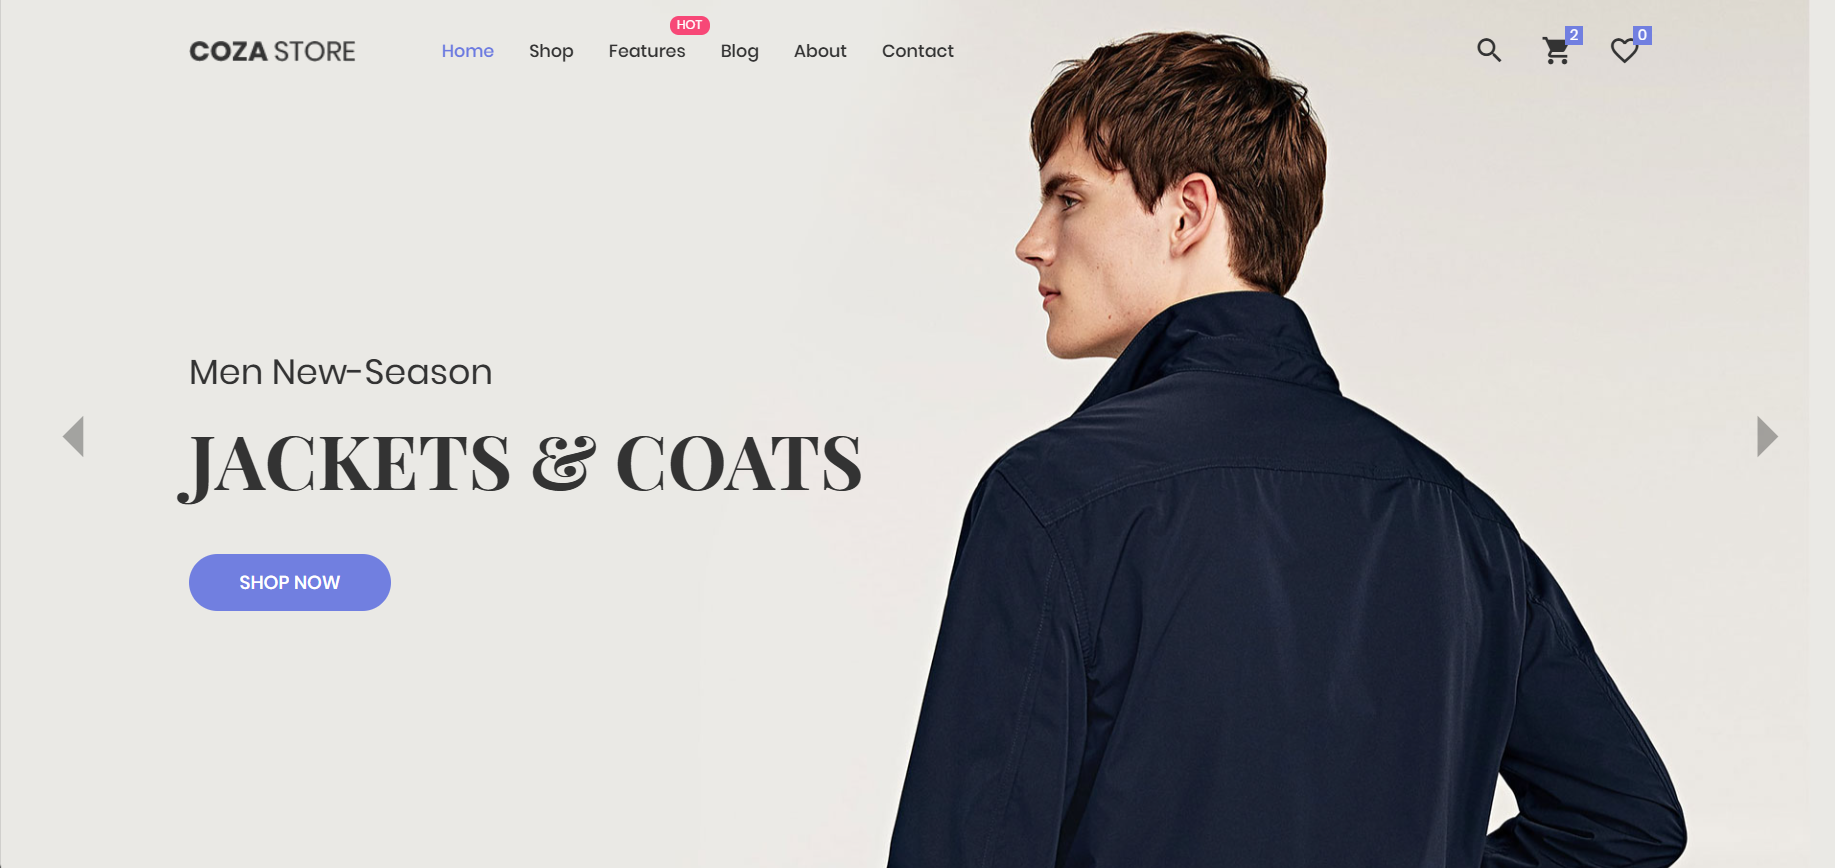 COZA STORE
Home
Shop
Features
HOT
Blog
About
Contact
2
0
Men New-Season
JACKETS & COATS
SHOP NOW